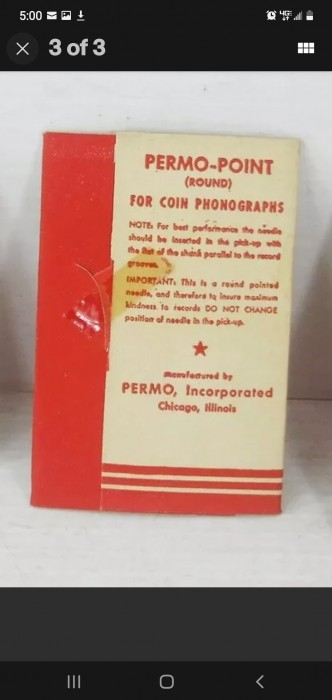 5:00
3 of 3
PERMO-POINT
(ROUND)
FOR COIN PHONOGRAPHS
NOTE: For best performance the needle
should be inserted in the pick-up with
the flat of the shank parallel to the record
grooves.
IMPORTANT: This is a round pointed
needle, and therefore to insure maximum
kindness to records DO NOT CHANGE
position of needle in the pick-up.
manufactured by
PERMO, Incorporated
Chicago, Illinois